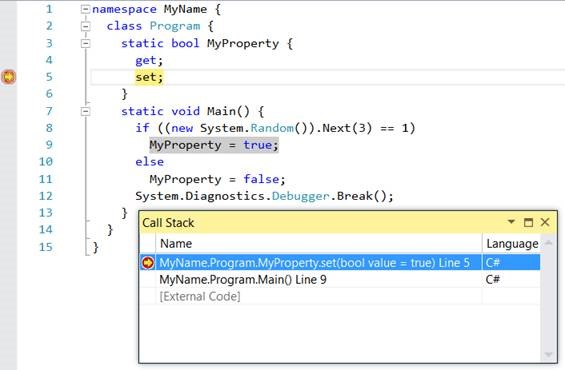 1 namespace MyName {
2 class Program {
3 static bool MyProperty {
4 get;
5 set;
6 }
7 static void Main() {
8 if ((new System.Random()).Next(3) == 1)
9 MyProperty = true;
10 else
11 MyProperty = false;
12 System.Diagnostics.Debugger.Break();
13 }
14 }
15 }
Call Stack
Name Language
MyName.Program.MyProperty.set(bool value = true) Line 5 C#
MyName.Program.Main() Line 9 C#
[External Code]